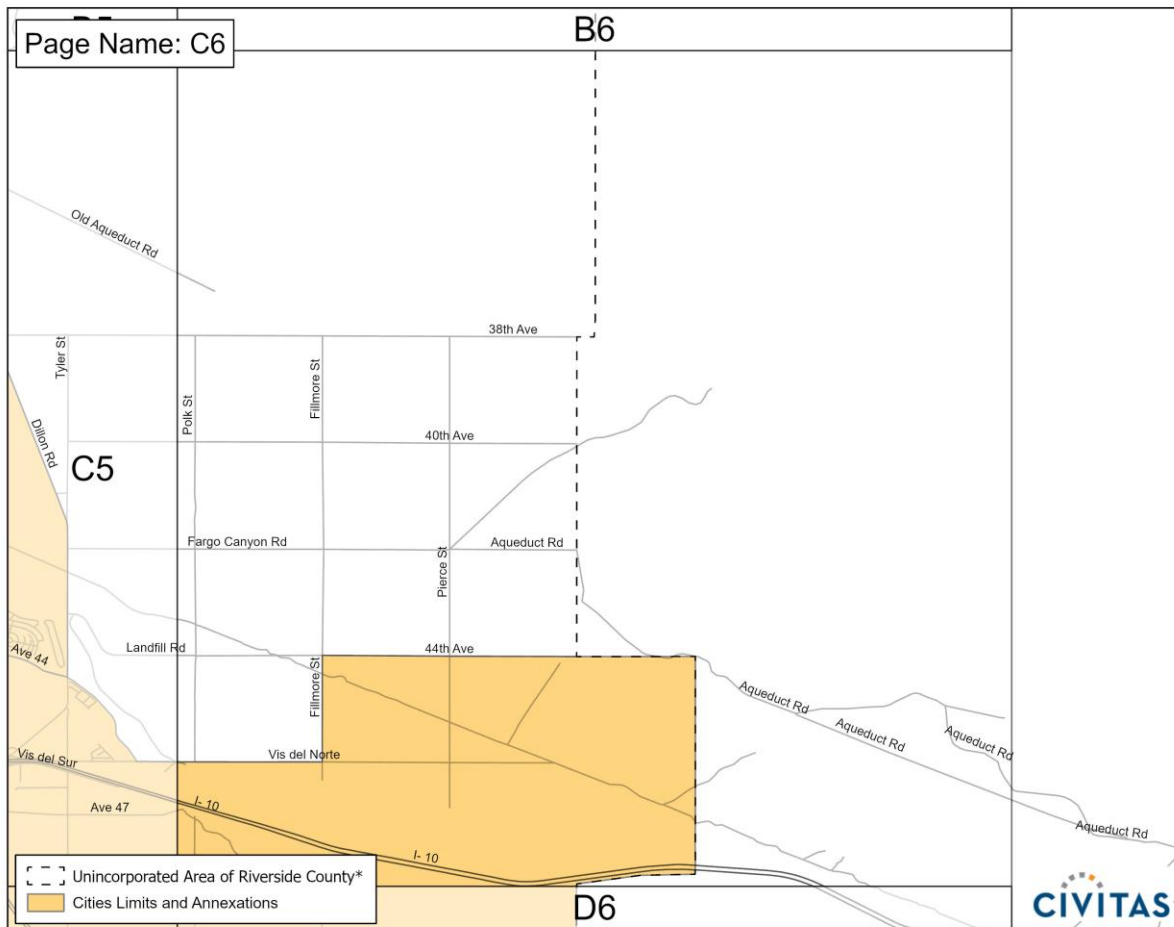 B6
Page Name: C6
Old Aqueduct Rd
38th Ave
Tyler St
Polk St
Fillmore St
Dillon Rd
40th Ave
C5
Fargo Canyon Rd
Aqueduct Rd
Pierce St
Landfill Rd
44th Ave
Ave 44
Fillmore St
Aqueduct Rd
Aqueduct Rd
Aqueduct Rd
Vis del Norte
Vis del Sur
I- 10
Ave 47
Aqueduct Rd
I- 10
Unincorporated Area of Riverside County*
Cities Limits and Annexations
D6
CIVITAS